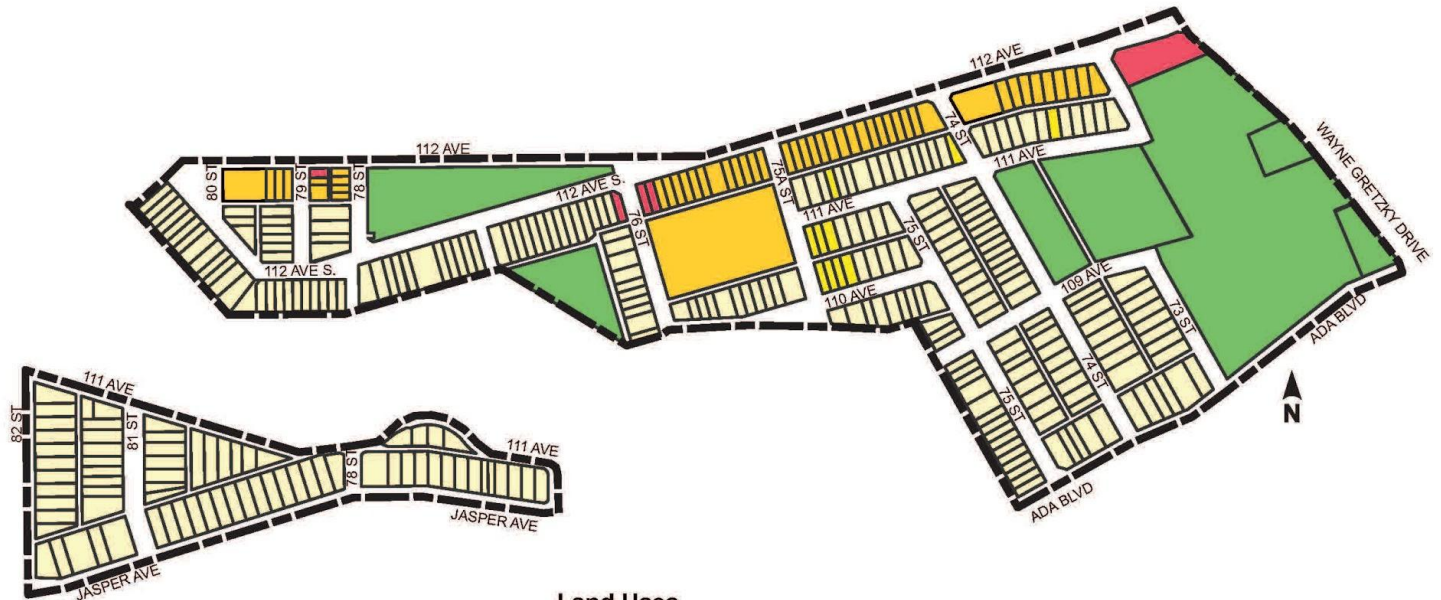 112 AVE
112 AVE
80 ST
79 ST
78 ST
112 AVE S.
76 ST
75A ST
74 ST
111 AVE
WAYNE GRETZKY DRIVE
111 AVE
75 ST
112 AVE S.
110 AVE
109 AVE
73 ST
ADA BLVD
74 ST
75 ST
N
ADA BLVD
111 AVE
82 ST
81 ST
78 ST
111 AVE
JASPER AVE
JASPER AVE
Land Uses